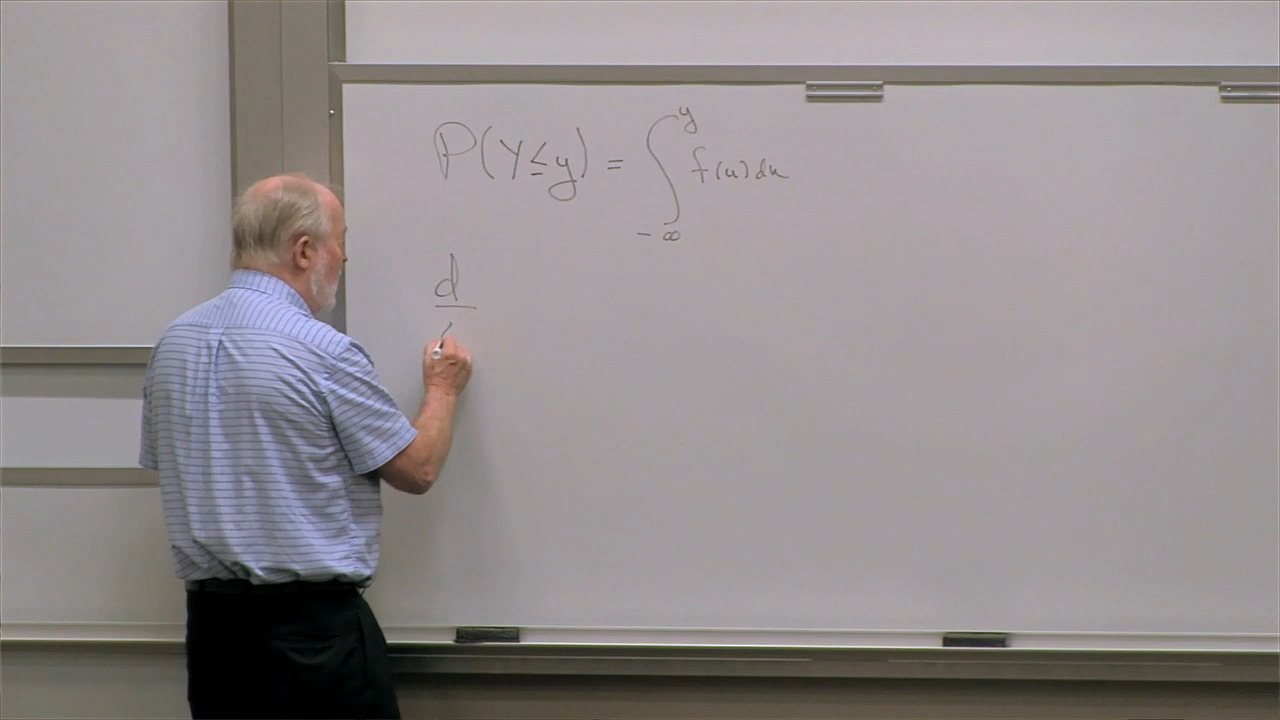 P(Y≤y) = ∫_{-∞}^{y} f(u)du
d